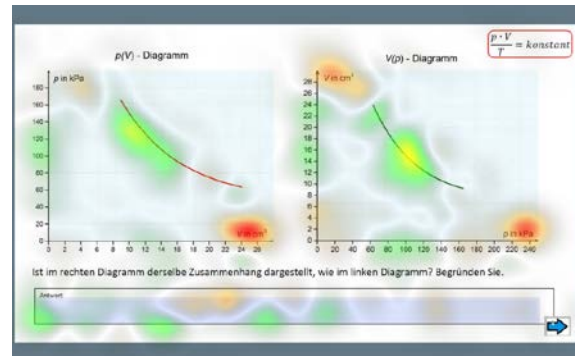 p(V) - Diagramm
V(p) - Diagramm
p · V / T = konstant
p in kPa
180
160
140
120
100
80
60
40
20
0
0 2 4 6 8 10 12 14 16 18 20 22 24 26
V in cm³
V in cm³
28
26
24
22
20
18
16
14
12
10
8
6
4
2
0
0 20 40 60 80 100 120 140 160 180 200 220 240
p in kPa
Ist im rechten Diagramm derselbe Zusammenhang dargestellt, wie im linken Diagramm? Begründen Sie.
Antwort: